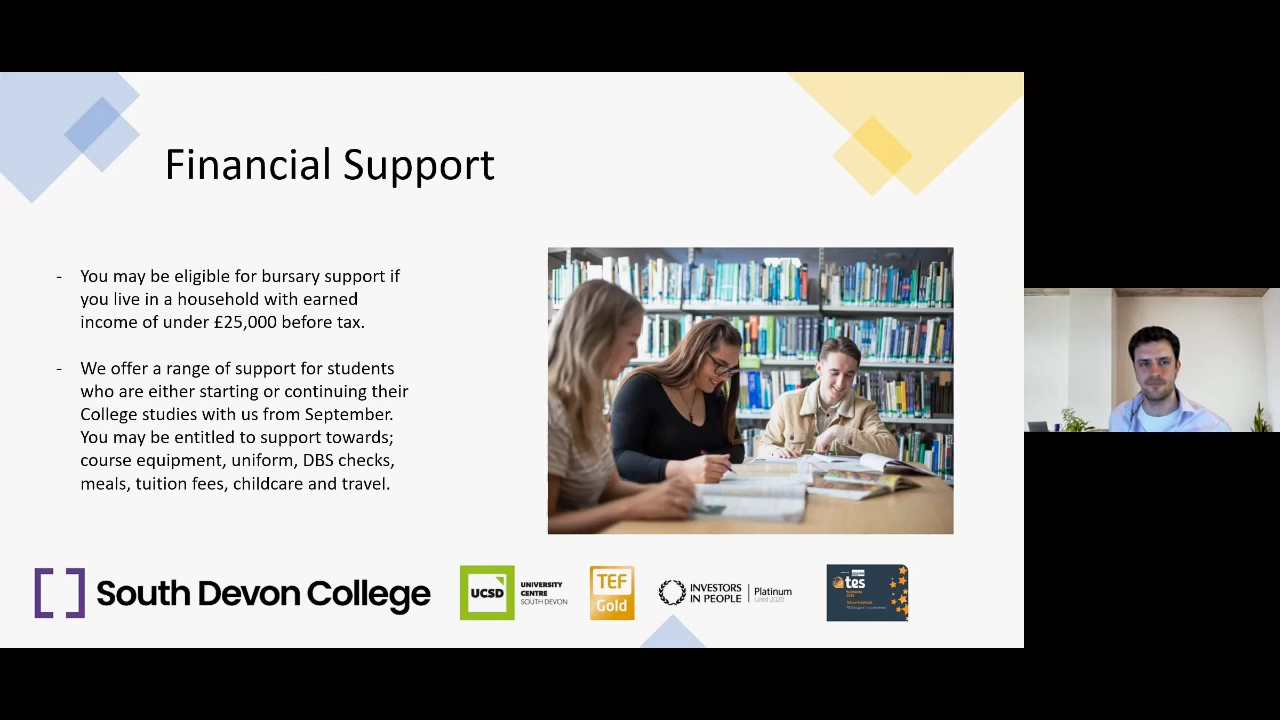 Financial Support
- You may be eligible for bursary support if
you live in a household with earned
income of under £25,000 before tax.
- We offer a range of support for students
who are either starting or continuing their
College studies with us from September.
You may be entitled to support towards;
course equipment, uniform, DBS checks,
meals, tuition fees, childcare and travel.
South Devon College
UCSD
UNIVERSITY
CENTRE
SOUTH DEVON
TEF
Gold
INVESTORS
IN PEOPLE
Platinum
Until 2020
tes